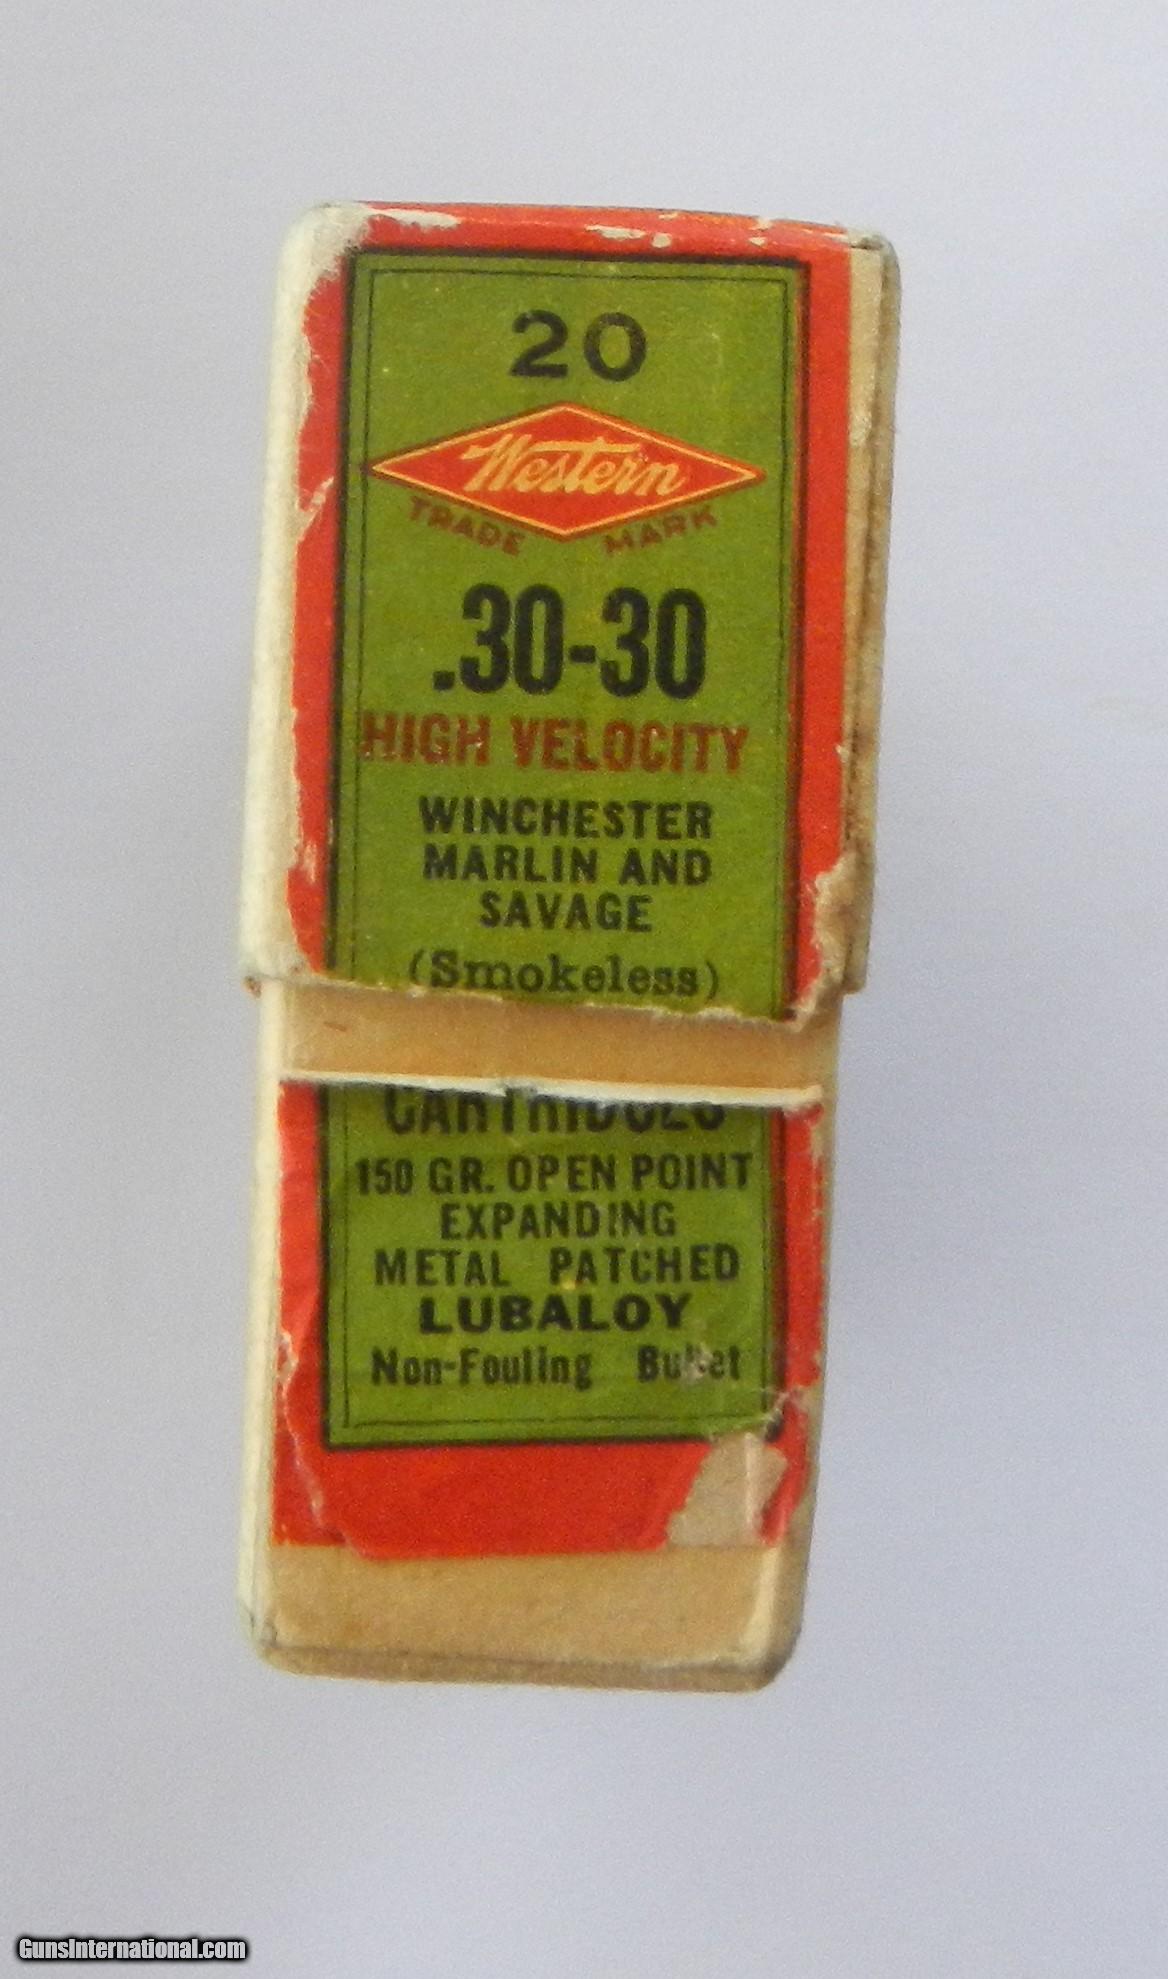 20
Western
TRADE MARK
.30-30
HIGH VELOCITY
WINCHESTER
MARLIN AND
SAVAGE
(Smokeless)
CARTRIDGES
150 GR. OPEN POINT
EXPANDING
METAL PATCHED
LUBALOY
Non-Fouling Bullet
GunsInternational.com